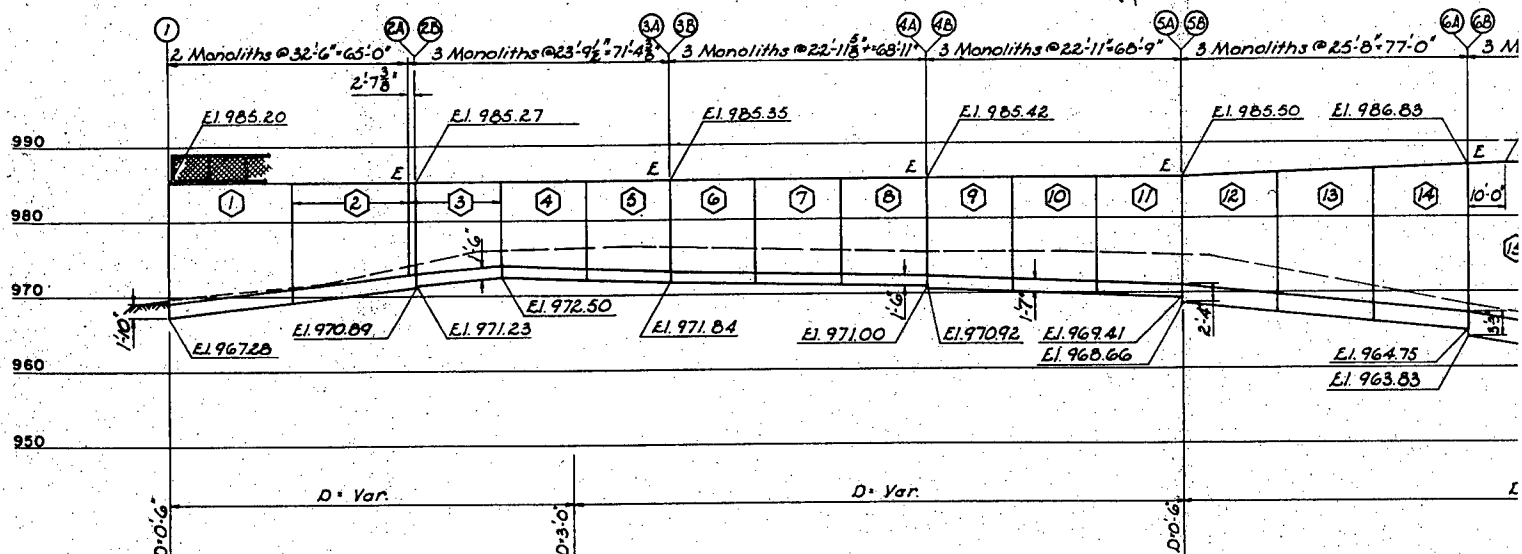 1 2A 2B 3A 3B 4A 4B 5A 5B 6A 6B
2 Monoliths @ 32'-6"=65'-0" 3 Monoliths @ 23'-9½"=71'-4⅜" 3 Monoliths @ 22'-11⅝"+=68'-11" 3 Monoliths @ 22'-11"=68'-9" 3 Monoliths @ 25'-8"=77'-0" 3 M
2'-7⅜"
El. 985.20 El. 985.27 El. 985.35 El. 985.42 El. 985.50 El. 986.83
990
E E E E E
1 2 3 4 5 6 7 8 9 10 11 12 13 14 10'-0"
980
15
1'-6"
970
1'-10" El. 972.50 1'-6" 1'-7" 2'-4" 3'-3"
El. 970.89 El. 971.23 El. 971.84 El. 971.00 El. 970.92 El. 969.41
El. 967.28 El. 968.66 El. 964.75
960
El. 963.83
950
D=Var. D=Var. D
D=0'-6" D=3'-0" D=0'-6"